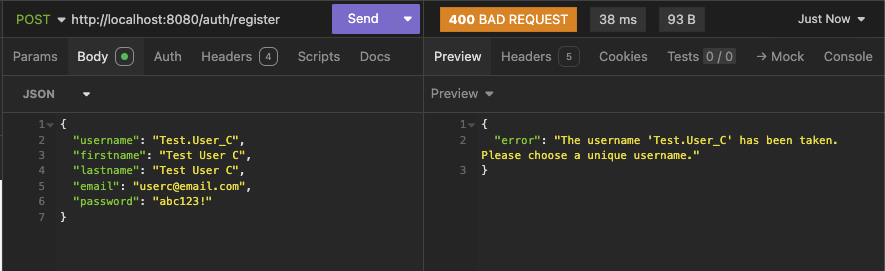 POST http://localhost:8080/auth/register Send 400 BAD REQUEST 38 ms 93 B Just Now
Params Body Auth Headers 4 Scripts Docs Preview Headers 5 Cookies Tests 0 / 0 → Mock Console
JSON Preview
1 {
2 "username": "Test.User_C",
3 "firstname": "Test User C",
4 "lastname": "Test User C",
5 "email": "userc@email.com",
6 "password": "abc123!"
7 }
1 {
2 "error": "The username 'Test.User_C' has been taken.
Please choose a unique username."
3 }